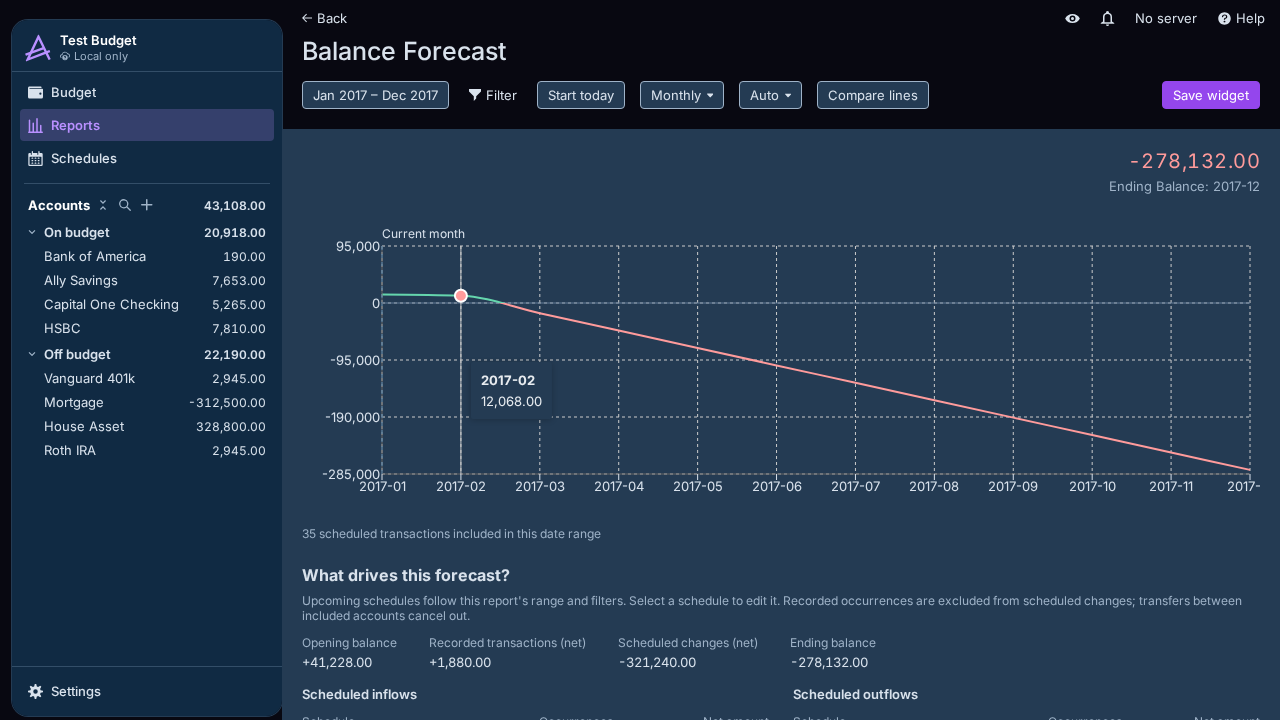 Test Budget
Local only
Budget
Reports
Schedules
Accounts 43,108.00
On budget 20,918.00
Bank of America 190.00
Ally Savings 7,653.00
Capital One Checking 5,265.00
HSBC 7,810.00
Off budget 22,190.00
Vanguard 401k 2,945.00
Mortgage -312,500.00
House Asset 328,800.00
Roth IRA 2,945.00
Settings
Back
No server
Help
Balance Forecast
Jan 2017 – Dec 2017
Filter
Start today
Monthly
Auto
Compare lines
Save widget
-278,132.00
Ending Balance: 2017-12
Current month
95,000
0
-95,000
-190,000
-285,000
2017-02
12,068.00
2017-01 2017-02 2017-03 2017-04 2017-05 2017-06 2017-07 2017-08 2017-09 2017-10 2017-11 2017-
35 scheduled transactions included in this date range
What drives this forecast?
Upcoming schedules follow this report's range and filters. Select a schedule to edit it. Recorded occurrences are excluded from scheduled changes; transfers between
included accounts cancel out.
Opening balance Recorded transactions (net) Scheduled changes (net) Ending balance
+41,228.00 +1,880.00 -321,240.00 -278,132.00
Scheduled inflows Scheduled outflows
Schedule Occurrences Net amount Schedule Occurrences Net amount